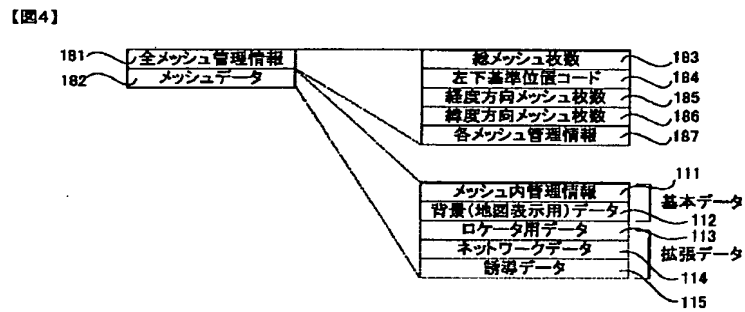 【図4】
181 全メッシュ管理情報
182 メッシュデータ
総メッシュ枚数 183
左下基準位置コード 184
経度方向メッシュ枚数 185
緯度方向メッシュ枚数 186
各メッシュ管理情報 187
メッシュ内管理情報 111
背景(地図表示用)データ 112
基本データ
ロケータ用データ 113
ネットワークデータ 114
誘導データ 115
拡張データ